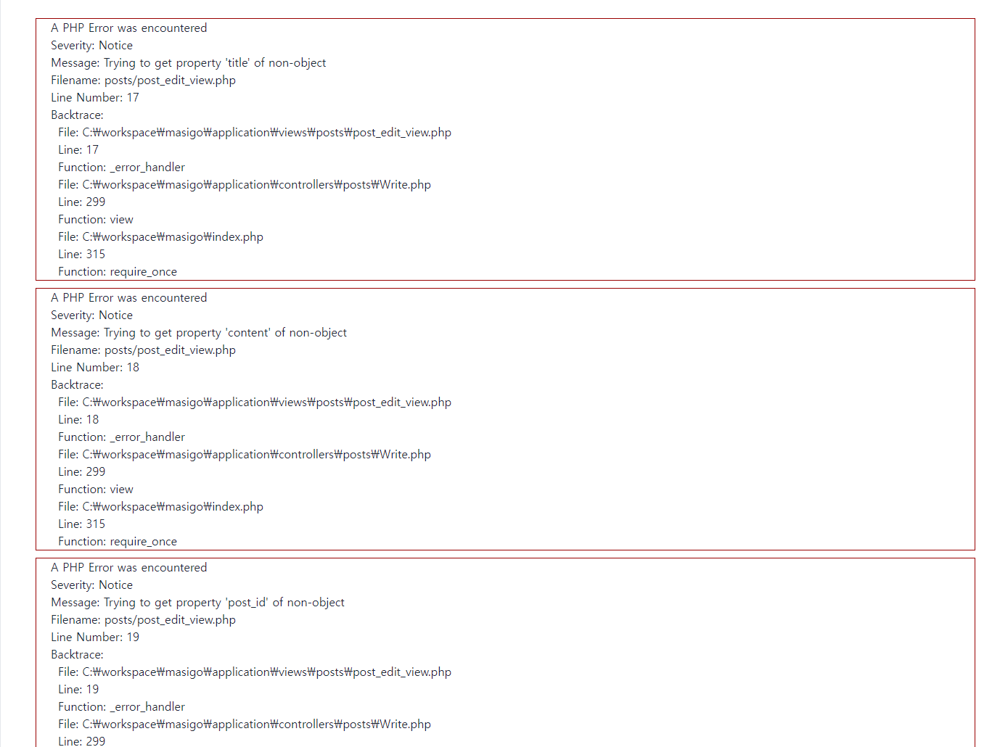 A PHP Error was encountered
Severity: Notice
Message: Trying to get property 'title' of non-object
Filename: posts/post_edit_view.php
Line Number: 17
Backtrace:
File: C:₩workspace₩masigo₩application₩views₩posts₩post_edit_view.php
Line: 17
Function: _error_handler
File: C:₩workspace₩masigo₩application₩controllers₩posts₩Write.php
Line: 299
Function: view
File: C:₩workspace₩masigo₩index.php
Line: 315
Function: require_once
A PHP Error was encountered
Severity: Notice
Message: Trying to get property 'content' of non-object
Filename: posts/post_edit_view.php
Line Number: 18
Backtrace:
File: C:₩workspace₩masigo₩application₩views₩posts₩post_edit_view.php
Line: 18
Function: _error_handler
File: C:₩workspace₩masigo₩application₩controllers₩posts₩Write.php
Line: 299
Function: view
File: C:₩workspace₩masigo₩index.php
Line: 315
Function: require_once
A PHP Error was encountered
Severity: Notice
Message: Trying to get property 'post_id' of non-object
Filename: posts/post_edit_view.php
Line Number: 19
Backtrace:
File: C:₩workspace₩masigo₩application₩views₩posts₩post_edit_view.php
Line: 19
Function: _error_handler
File: C:₩workspace₩masigo₩application₩controllers₩posts₩Write.php
Line: 299